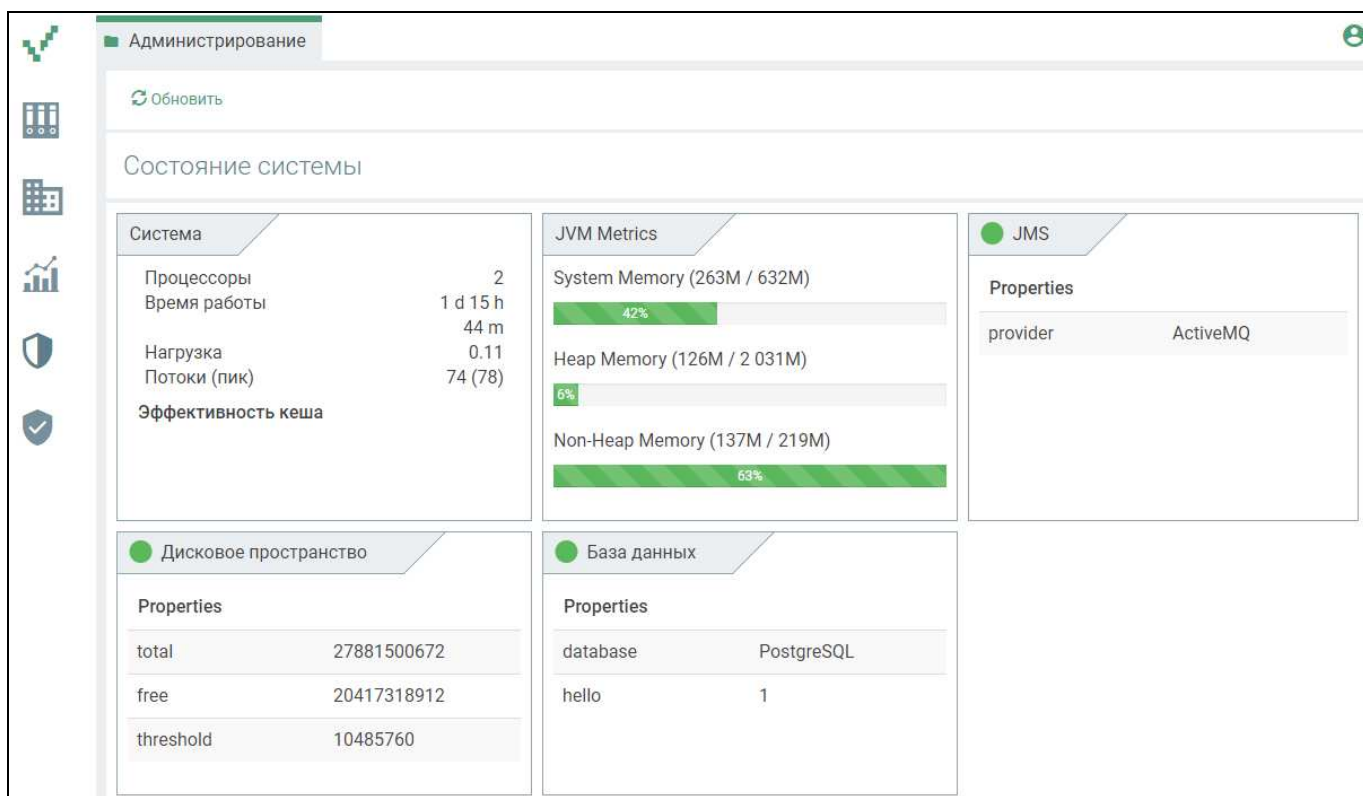 Администрирование
Обновить
Состояние системы
Система
Процессоры 2
Время работы 1 d 15 h
44 m
Нагрузка 0.11
Потоки (пик) 74 (78)
Эффективность кеша
JVM Metrics
System Memory (263M / 632M)
42%
Heap Memory (126M / 2 031M)
6%
Non-Heap Memory (137M / 219M)
63%
JMS
Properties
provider ActiveMQ
Дисковое пространство
Properties
total 27881500672
free 20417318912
threshold 10485760
База данных
Properties
database PostgreSQL
hello 1